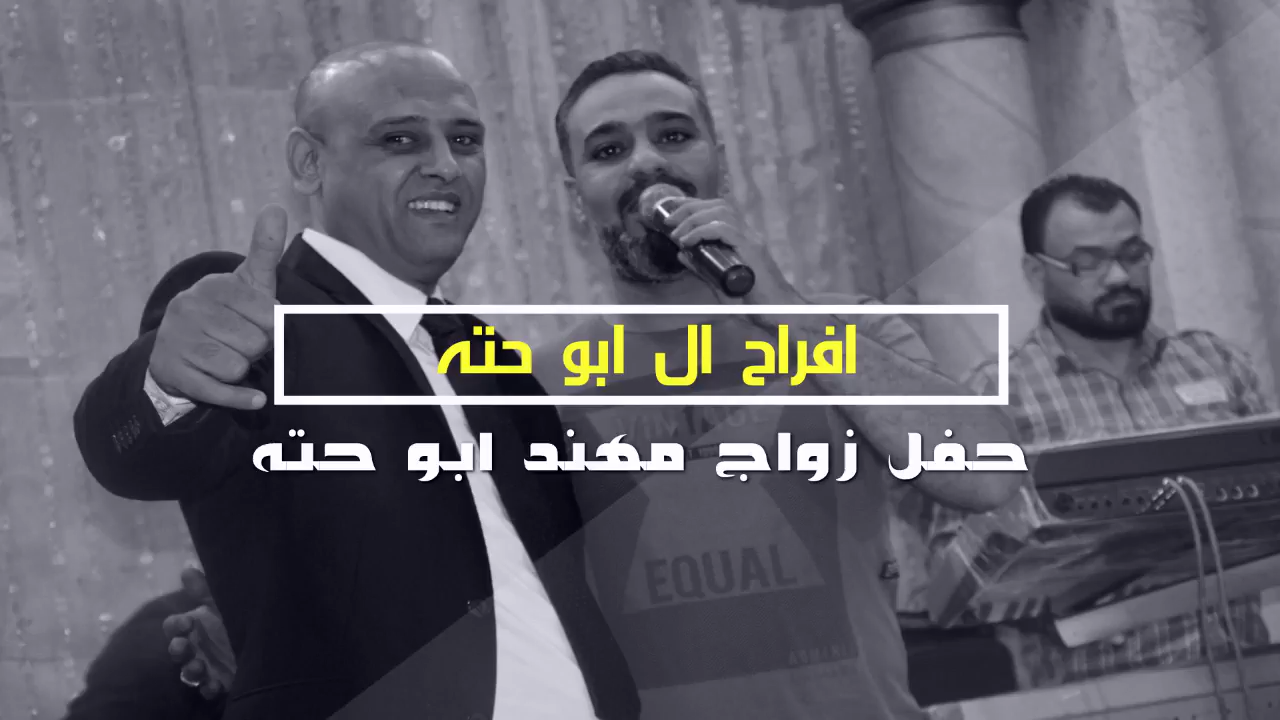 افراح ال ابو حته
حفل زواج مهند ابو حته
EQUAL